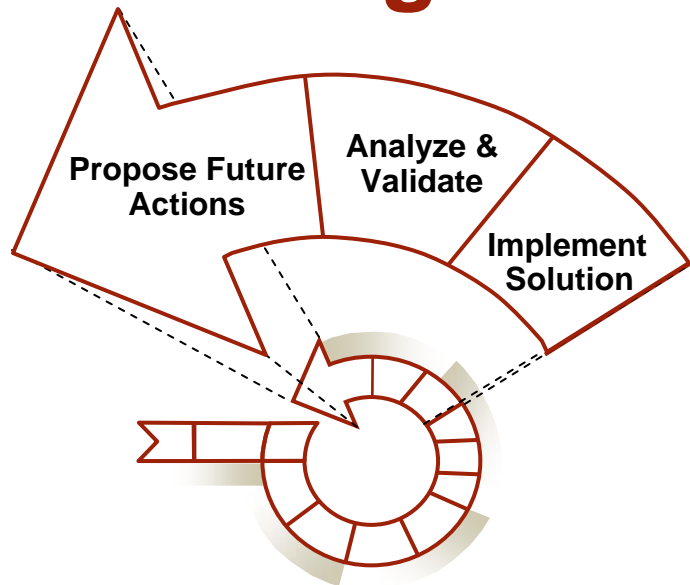 Propose Future
Actions
Analyze &
Validate
Implement
Solution